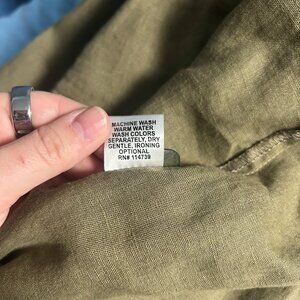 MACHINE WASH
WARM WATER
WASH COLORS
SEPARATELY, DRY
GENTLE, IRONING
OPTIONAL
RN# 114739